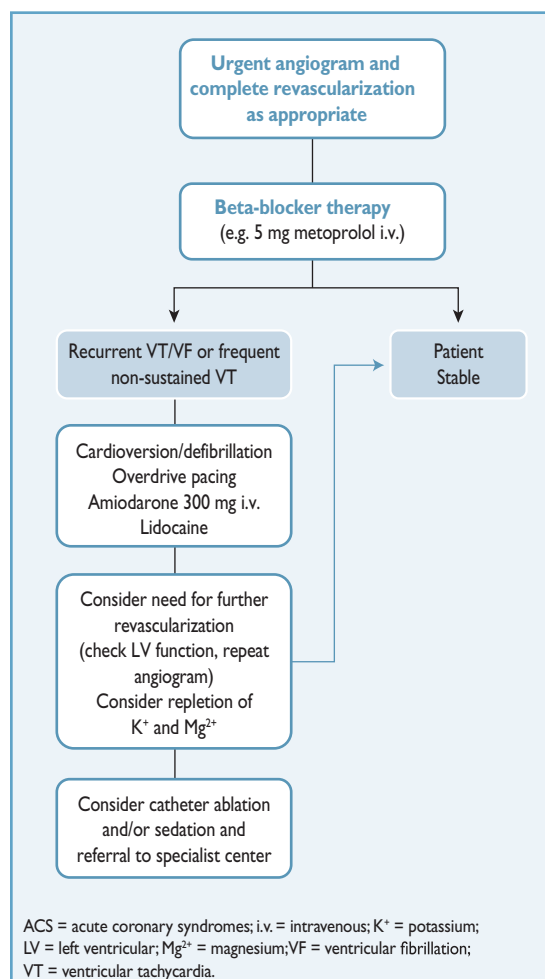 Urgent angiogram and
complete revascularization
as appropriate
Beta-blocker therapy
(e.g. 5 mg metoprolol i.v.)
Recurrent VT/VF or frequent
non-sustained VT
Patient
Stable
Cardioversion/defibrillation
Overdrive pacing
Amiodarone 300 mg i.v.
Lidocaine
Consider need for further
revascularization
(check LV function, repeat
angiogram)
Consider repletion of
K⁺ and Mg²⁺
Consider catheter ablation
and/or sedation and
referral to specialist center
ACS = acute coronary syndromes; i.v. = intravenous; K⁺ = potassium;
LV = left ventricular; Mg²⁺ = magnesium;VF = ventricular fibrillation;
VT = ventricular tachycardia.